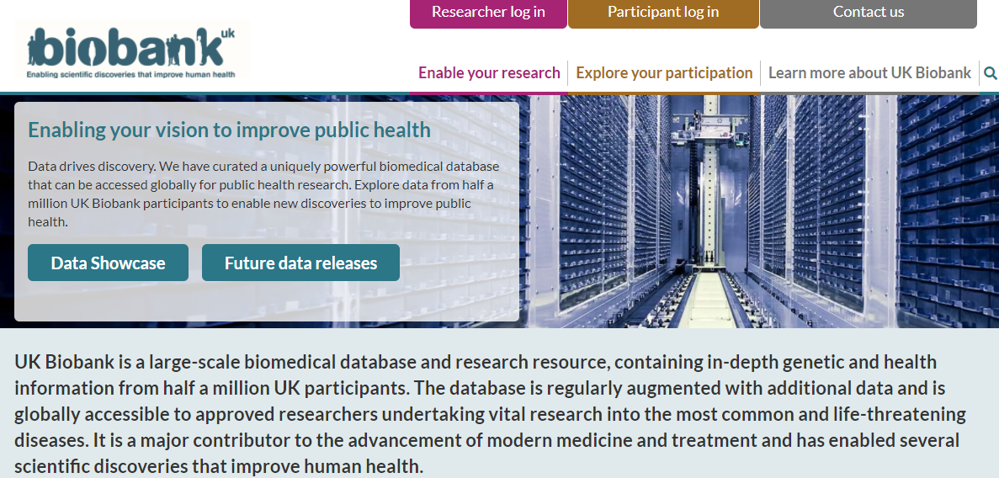 Researcher log in
Participant log in
Contact us
biobank uk
Enabling scientific discoveries that improve human health
Enable your research
Explore your participation
Learn more about UK Biobank
Enabling your vision to improve public health
Data drives discovery. We have curated a uniquely powerful biomedical database
that can be accessed globally for public health research. Explore data from half a
million UK Biobank participants to enable new discoveries to improve public
health.
Data Showcase
Future data releases
UK Biobank is a large-scale biomedical database and research resource, containing in-depth genetic and health
information from half a million UK participants. The database is regularly augmented with additional data and is
globally accessible to approved researchers undertaking vital research into the most common and life-threatening
diseases. It is a major contributor to the advancement of modern medicine and treatment and has enabled several
scientific discoveries that improve human health.